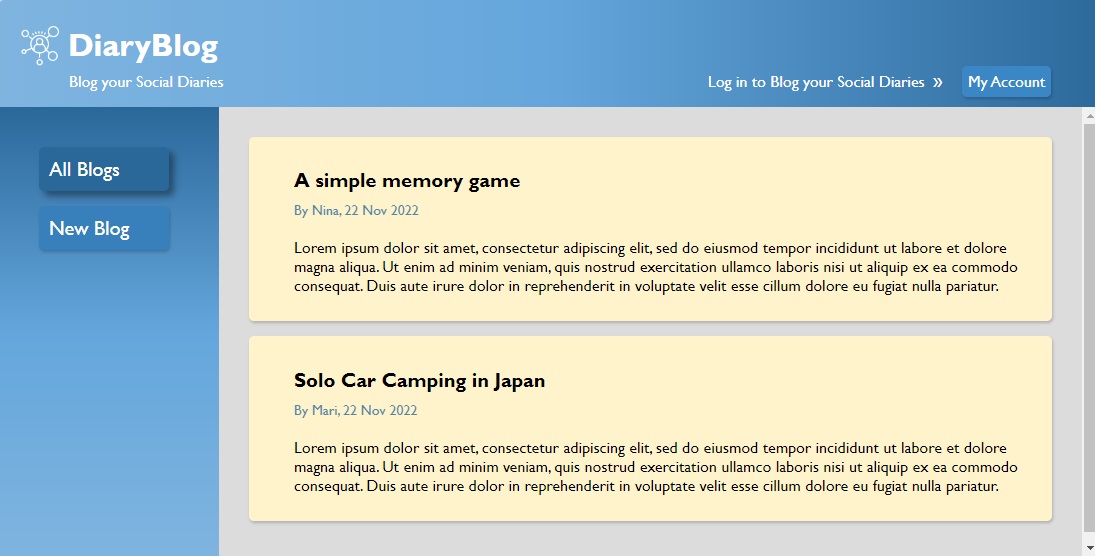 DiaryBlog
Blog your Social Diaries
Log in to Blog your Social Diaries »
My Account
All Blogs
New Blog
A simple memory game
By Nina, 22 Nov 2022
Lorem ipsum dolor sit amet, consectetur adipiscing elit, sed do eiusmod tempor incididunt ut labore et dolore
magna aliqua. Ut enim ad minim veniam, quis nostrud exercitation ullamco laboris nisi ut aliquip ex ea commodo
consequat. Duis aute irure dolor in reprehenderit in voluptate velit esse cillum dolore eu fugiat nulla pariatur.
Solo Car Camping in Japan
By Mari, 22 Nov 2022
Lorem ipsum dolor sit amet, consectetur adipiscing elit, sed do eiusmod tempor incididunt ut labore et dolore
magna aliqua. Ut enim ad minim veniam, quis nostrud exercitation ullamco laboris nisi ut aliquip ex ea commodo
consequat. Duis aute irure dolor in reprehenderit in voluptate velit esse cillum dolore eu fugiat nulla pariatur.